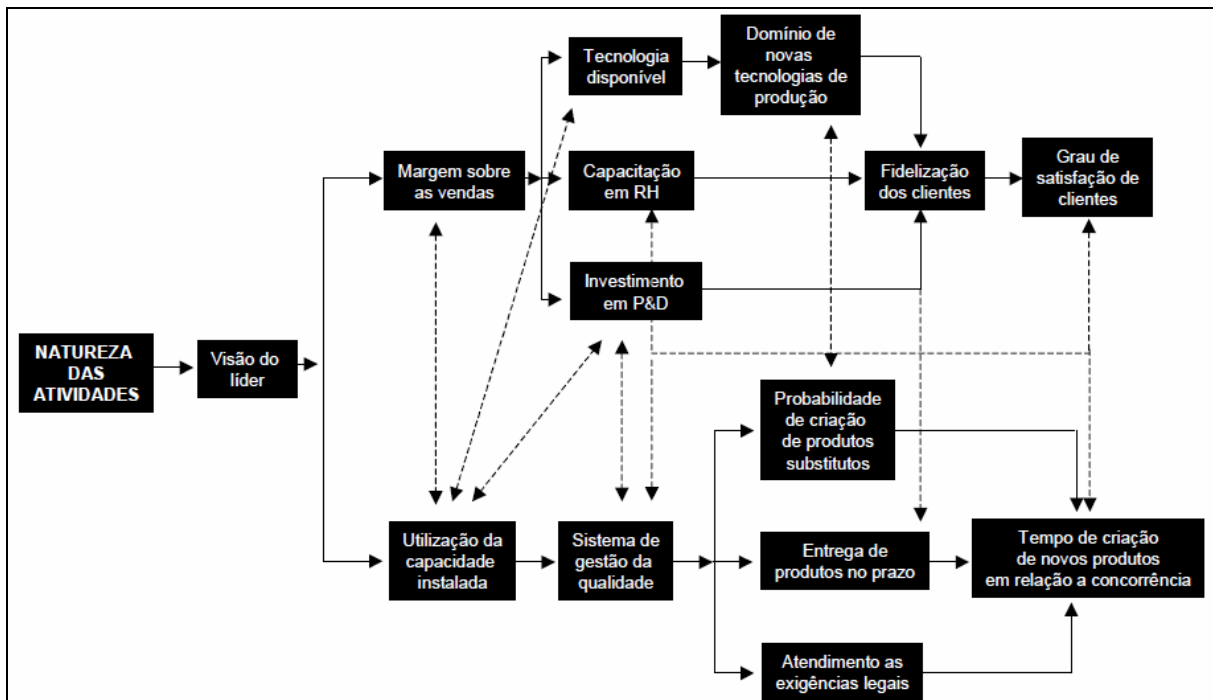 Tecnologia
disponível
Domínio de
novas
tecnologias de
produção
Margem sobre
as vendas
Capacitação
em RH
Fidelização
dos clientes
Grau de
satisfação de
clientes
Investimento
em P&D
NATUREZA
DAS
ATIVIDADES
Visão do
líder
Probabilidade
de criação
de produtos
substitutos
Utilização da
capacidade
instalada
Sistema de
gestão da
qualidade
Entrega de
produtos no prazo
Tempo de criação
de novos produtos
em relação a concorrência
Atendimento as
exigências legais